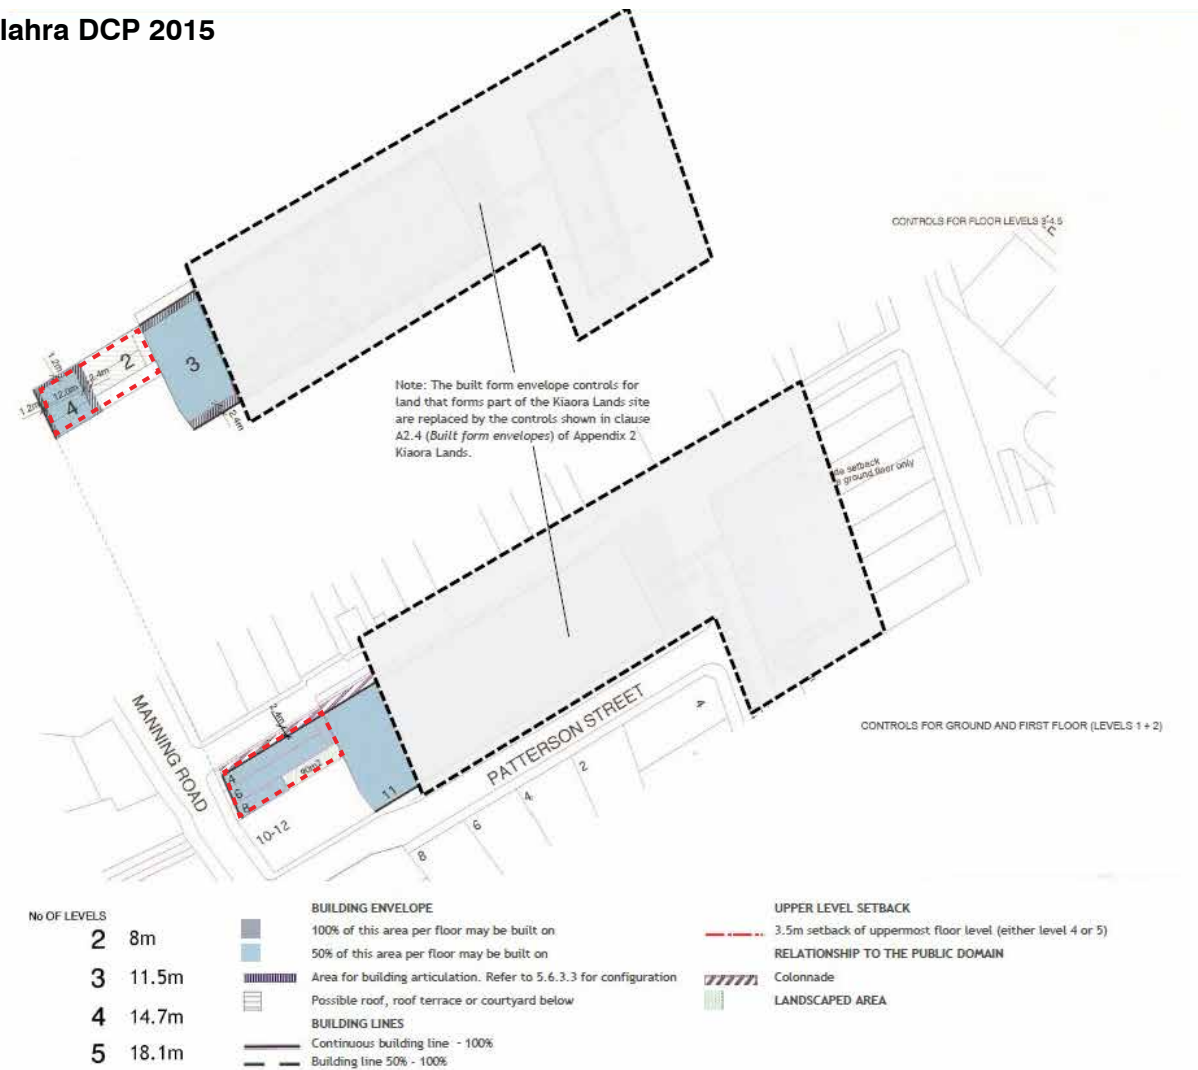 lahra DCP 2015
CONTROLS FOR FLOOR LEVELS 3-4.5
1.2m
2
2.4m
3
12.0m
4
1.2m
2.4m
Note: The built form envelope controls for
land that forms part of the Kiaora Lands site
are replaced by the controls shown in clause
A2.4 (Built form envelopes) of Appendix 2
Kiaora Lands.
setback
ground floor only
MANNING ROAD
2.4m
90m2
PATTERSON STREET
4
CONTROLS FOR GROUND AND FIRST FLOOR (LEVELS 1 + 2)
11
2
4
10-12
6
8
No OF LEVELS
2 8m
3 11.5m
4 14.7m
5 18.1m
BUILDING ENVELOPE
100% of this area per floor may be built on
50% of this area per floor may be built on
Area for building articulation. Refer to 5.6.3.3 for configuration
Possible roof, roof terrace or courtyard below
BUILDING LINES
Continuous building line - 100%
Building line 50% - 100%
UPPER LEVEL SETBACK
3.5m setback of uppermost floor level (either level 4 or 5)
RELATIONSHIP TO THE PUBLIC DOMAIN
Colonnade
LANDSCAPED AREA